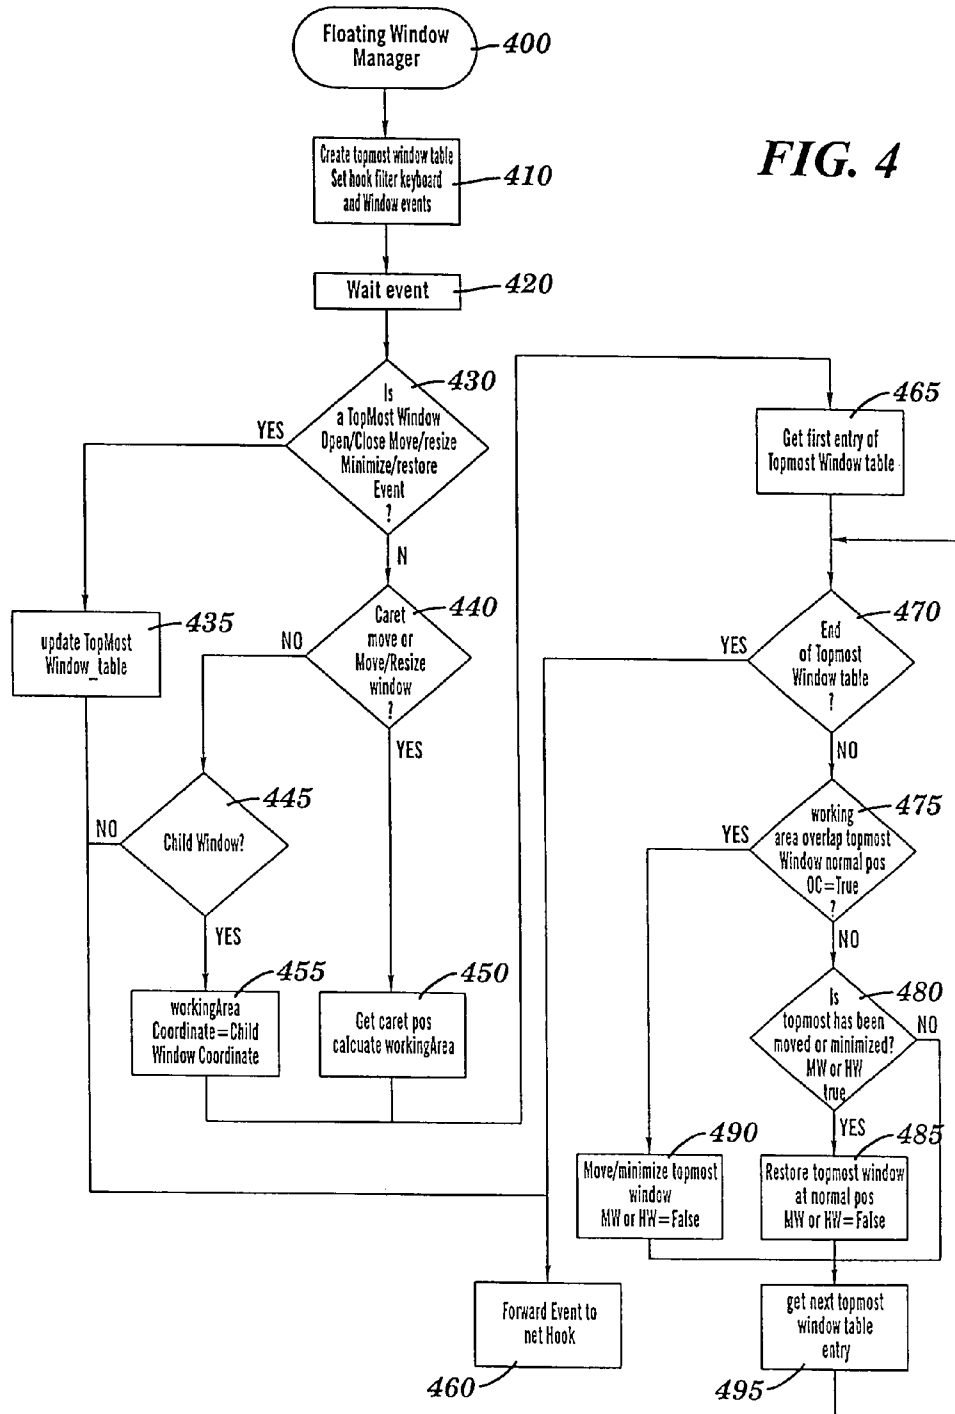 Floating Window
Manager
400
FIG. 4
Create topmost window table
Set hook filter keyboard
and Window events
410
Wait event
420
430
Is
a TopMost Window
Open/Close Move/resize
Minimize/restore
Event
?
YES
N
465
Get first entry of
Topmost Window table
435
update TopMost
Window_table
440
Caret
move or
Move/Resize
window
?
NO
YES
470
End
of Topmost
Window table
?
YES
NO
445
Child Window?
NO
YES
475
working
area overlap topmost
Window normal pos
OC=True
?
YES
NO
455
workingArea
Coordinate=Child
Window Coordinate
450
Get caret pos
calcuate workingArea
480
Is
topmost has been
moved or minimized?
MW or HW
true
NO
YES
490
Move/minimize topmost
window
MW or HW=False
485
Restore topmost window
at normal pos
MW or HW=False
Forward Event to
net Hook
460
get next topmost
window table
entry
495